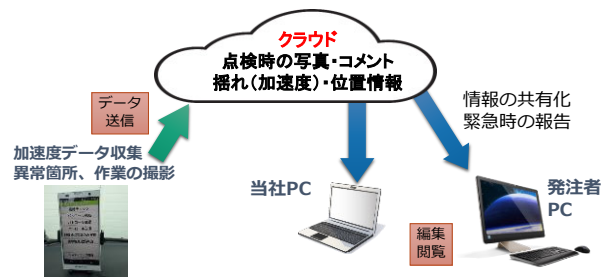 クラウド
点検時の写真・コメント
揺れ（加速度）・位置情報
データ
送信
情報の共有化
緊急時の報告
加速度データ収集
異常箇所、作業の撮影
当社PC
発注者
PC
編集
閲覧